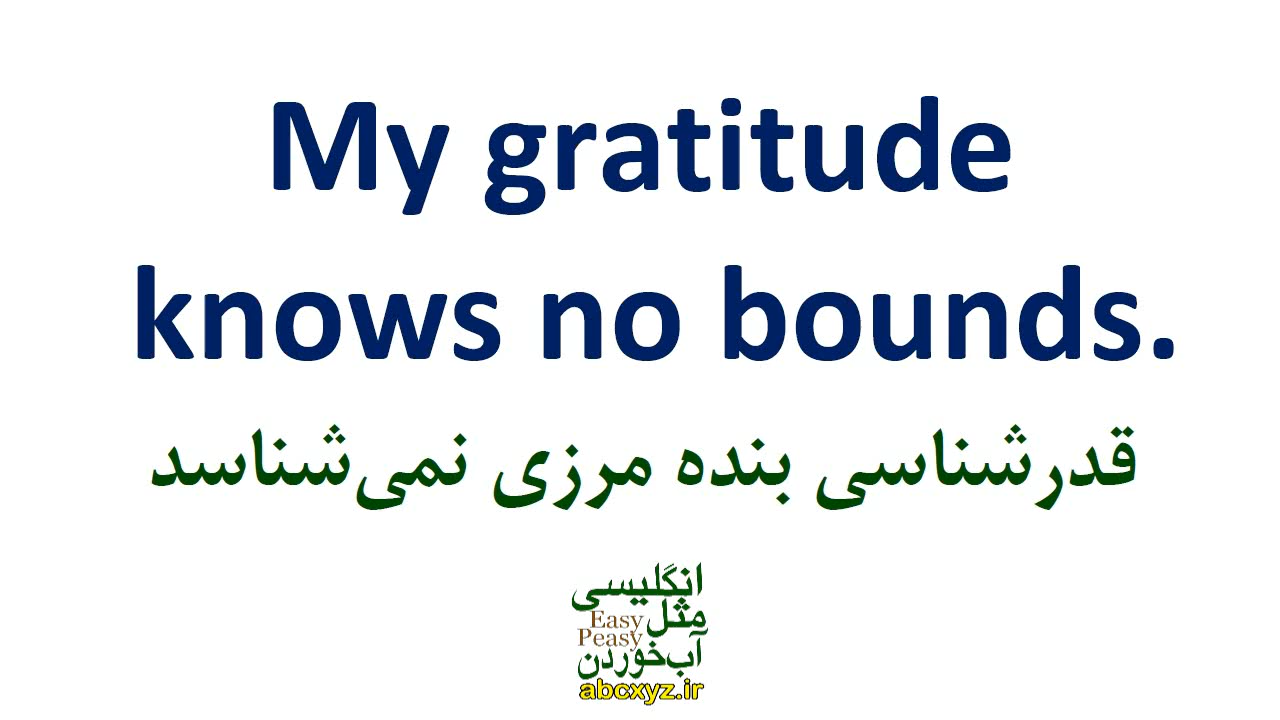 My gratitude
knows no bounds.
قدرشناسی بنده مرزی نمی‌شناسد
انگلیسی
مثل
Easy
Peasy
آب‌خوردن
abcxyz.ir